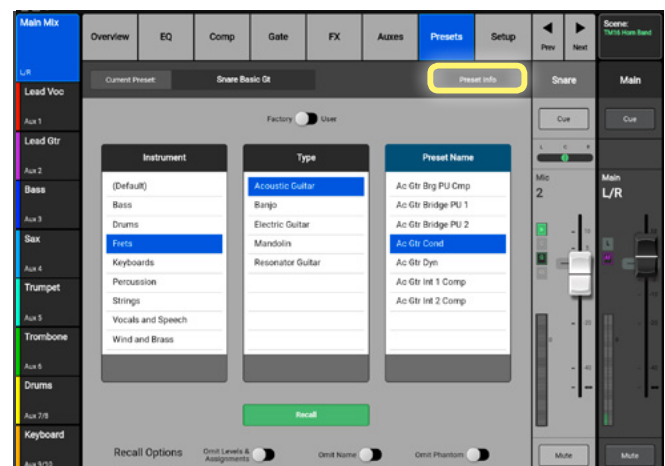 Main Mix
L/R
Lead Voc
Aux 1
Lead Gtr
Aux 2
Bass
Aux 3
Sax
Aux 4
Trumpet
Aux 5
Trombone
Aux 6
Drums
Aux 7/8
Keyboard
Aux 9/10
Overview
EQ
Comp
Gate
FX
Auxes
Presets
Setup
Prev
Next
Scene:
TM16 Horn Band
Current Preset:
Snare Basic Gt
Preset Info
Factory
User
Instrument
(Default)
Bass
Drums
Frets
Keyboards
Percussion
Strings
Vocals and Speech
Wind and Brass
Type
Acoustic Guitar
Banjo
Electric Guitar
Mandolin
Resonator Guitar
Preset Name
Ac Gtr Brg PU Cmp
Ac Gtr Bridge PU 1
Ac Gtr Bridge PU 2
Ac Gtr Cond
Ac Gtr Dyn
Ac Gtr Int 1 Comp
Ac Gtr Int 2 Comp
Recall
Recall Options
Omit Levels &
Assignments
Omit Name
Omit Phantom
Snare
Cue
L C R
Mic
2
Mute
Main
Cue
Main
L/R
Mute